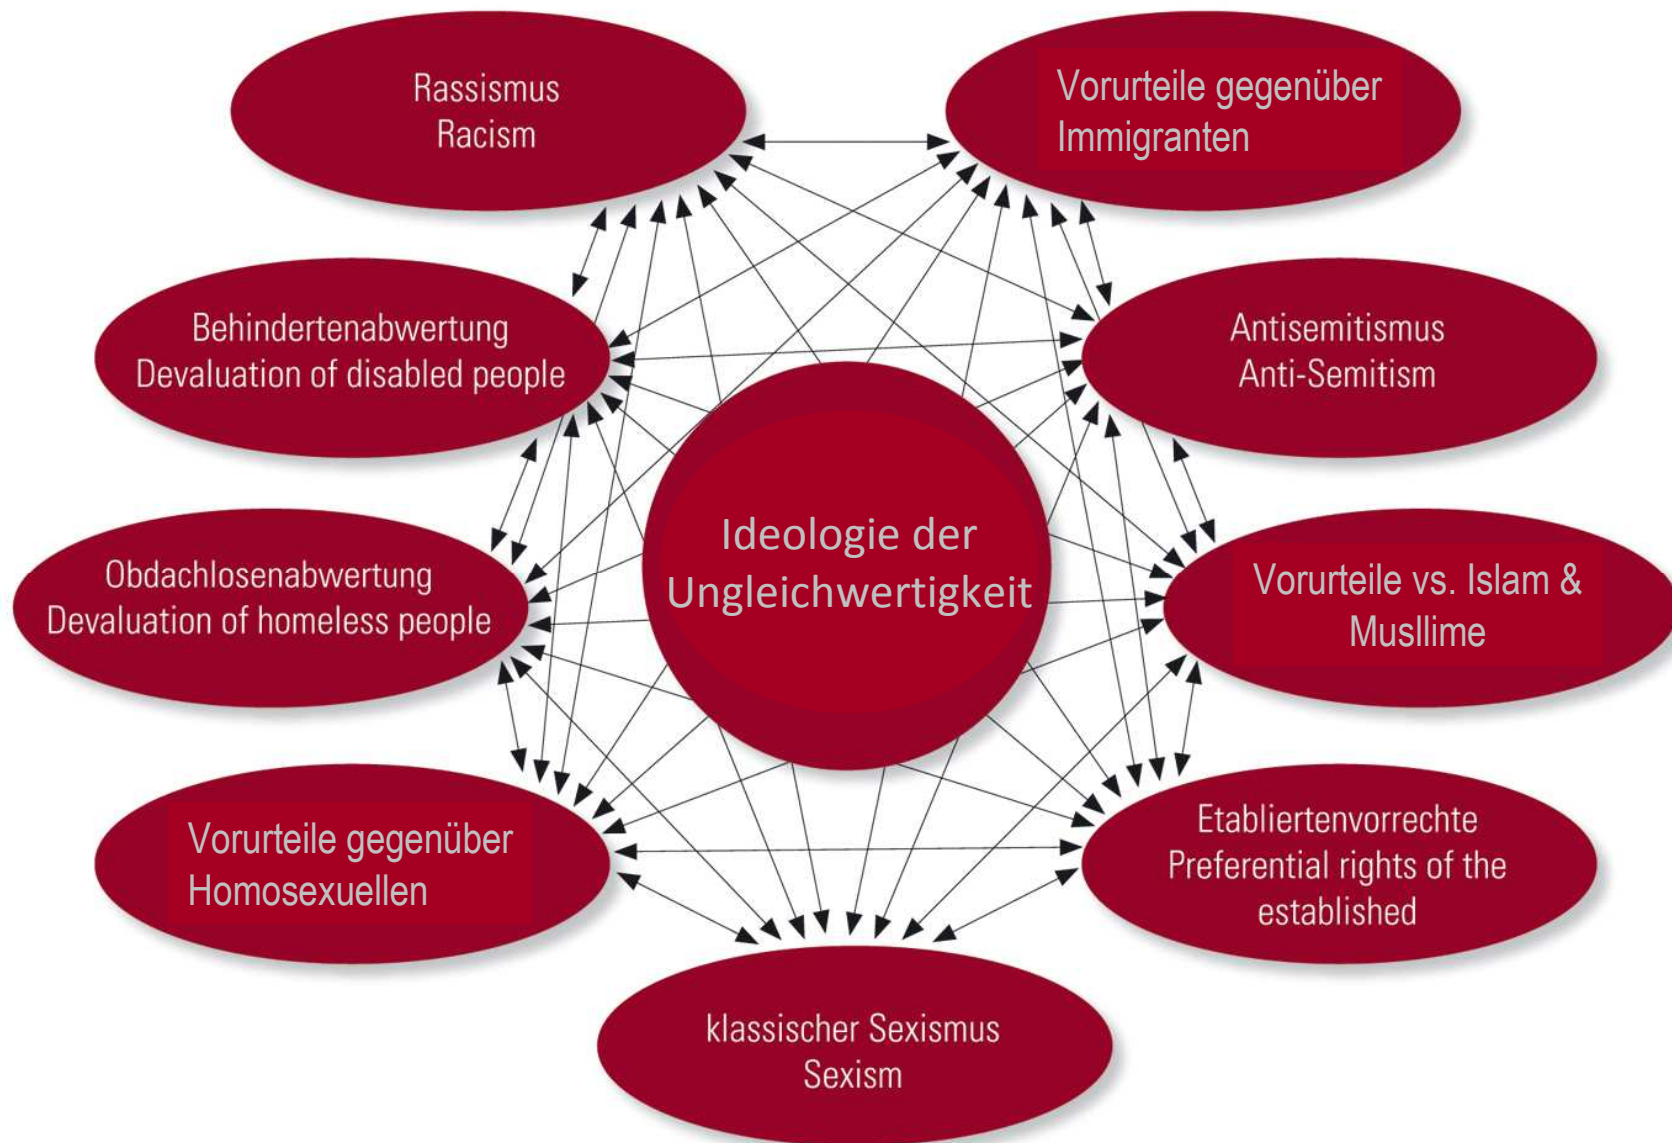 Rassismus
Racism
Vorurteile gegenüber
Immigranten
Behindertenabwertung
Devaluation of disabled people
Antisemitismus
Anti-Semitism
Ideologie der
Ungleichwertigkeit
Obdachlosenabwertung
Devaluation of homeless people
Vorurteile vs. Islam &
Musllime
Vorurteile gegenüber
Homosexuellen
Etabliertenvorrechte
Preferential rights of the
established
klassischer Sexismus
Sexism